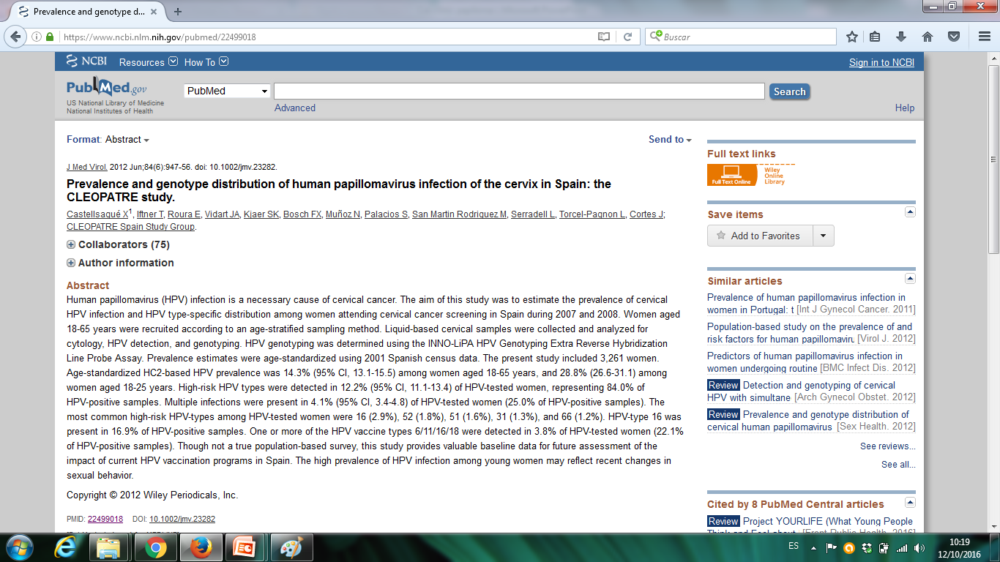 Prevalence and genotype d...
https://www.ncbi.nlm.nih.gov/pubmed/22499018
Buscar
NCBI Resources How To Sign in to NCBI
PubMed.gov
US National Library of Medicine
National Institutes of Health
PubMed
Search
Advanced
Help
Format: Abstract
Send to
J Med Virol. 2012 Jun;84(6):947-56. doi: 10.1002/jmv.23282.
Prevalence and genotype distribution of human papillomavirus infection of the cervix in Spain: the
CLEOPATRE study.
Castellsagué X1, Iftner T, Roura E, Vidart JA, Kjaer SK, Bosch FX, Muñoz N, Palacios S, San Martin Rodriguez M, Serradell L, Torcel-Pagnon L, Cortes J;
CLEOPATRE Spain Study Group.
Collaborators (75)
Author information
Abstract
Human papillomavirus (HPV) infection is a necessary cause of cervical cancer. The aim of this study was to estimate the prevalence of cervical
HPV infection and HPV type-specific distribution among women attending cervical cancer screening in Spain during 2007 and 2008. Women aged
18-65 years were recruited according to an age-stratified sampling method. Liquid-based cervical samples were collected and analyzed for
cytology, HPV detection, and genotyping. HPV genotyping was determined using the INNO-LiPA HPV Genotyping Extra Reverse Hybridization
Line Probe Assay. Prevalence estimates were age-standardized using 2001 Spanish census data. The present study included 3,261 women.
Age-standardized HC2-based HPV prevalence was 14.3% (95% CI, 13.1-15.5) among women aged 18-65 years, and 28.8% (26.6-31.1) among
women aged 18-25 years. High-risk HPV types were detected in 12.2% (95% CI, 11.1-13.4) of HPV-tested women, representing 84.0% of
HPV-positive samples. Multiple infections were present in 4.1% (95% CI, 3.4-4.8) of HPV-tested women (25.0% of HPV-positive samples). The
most common high-risk HPV-types among HPV-tested women were 16 (2.9%), 52 (1.8%), 51 (1.6%), 31 (1.3%), and 66 (1.2%). HPV-type 16 was
present in 16.9% of HPV-positive samples. One or more of the HPV vaccine types 6/11/16/18 were detected in 3.8% of HPV-tested women (22.1%
of HPV-positive samples). Though not a true population-based survey, this study provides valuable baseline data for future assessment of the
impact of current HPV vaccination programs in Spain. The high prevalence of HPV infection among young women may reflect recent changes in
sexual behavior.
Copyright © 2012 Wiley Periodicals, Inc.
PMID: 22499018 DOI: 10.1002/jmv.23282
Full text links
Full Text Online
Wiley
Online
Library
Save items
Add to Favorites
Similar articles
Prevalence of human papillomavirus infection in
women in Portugal: t [Int J Gynecol Cancer. 2011]
Population-based study on the prevalence of and
risk factors for human papillomaviru [Virol J. 2012]
Predictors of human papillomavirus infection in
women undergoing routine [BMC Infect Dis. 2012]
Review Detection and genotyping of cervical
HPV with simultane [Arch Gynecol Obstet. 2012]
Review Prevalence and genotype distribution of
cervical human papillomavirus [Sex Health. 2012]
See reviews...
See all...
Cited by 8 PubMed Central articles
Review Project YOURLIFE (What Young People
ES
10:19
12/10/2016